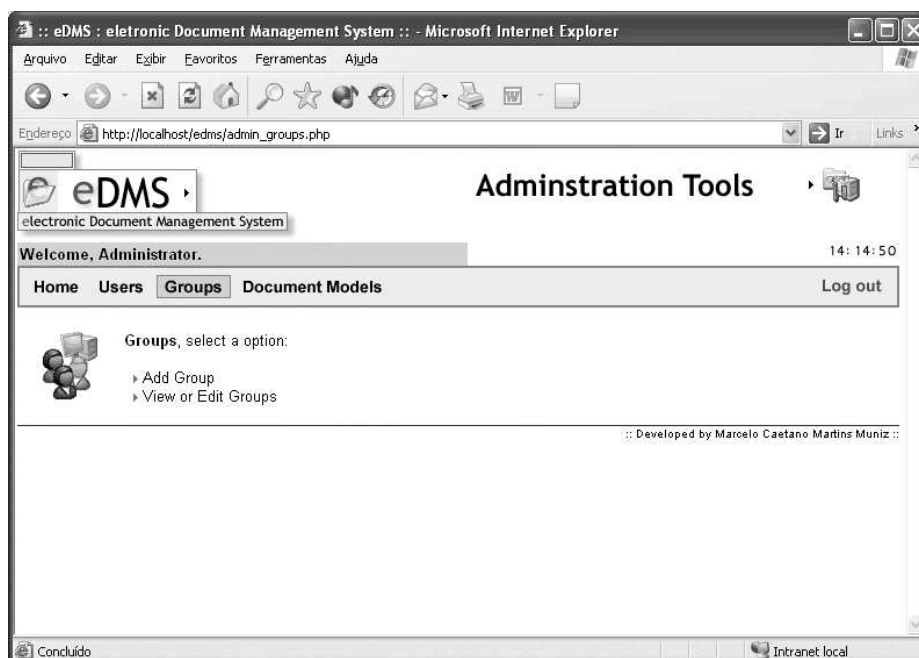 :: eDMS : eletronic Document Management System :: - Microsoft Internet Explorer
Arquivo Editar Exibir Favoritos Ferramentas Ajuda
Endereço http://localhost/edms/admin_groups.php Ir Links »
eDMS
electronic Document Management System
Adminstration Tools
Welcome, Administrator.
14:14:50
Home Users Groups Document Models Log out
Groups, select a option:
Add Group
View or Edit Groups
:: Developed by Marcelo Caetano Martins Muniz ::
Concluído Intranet local